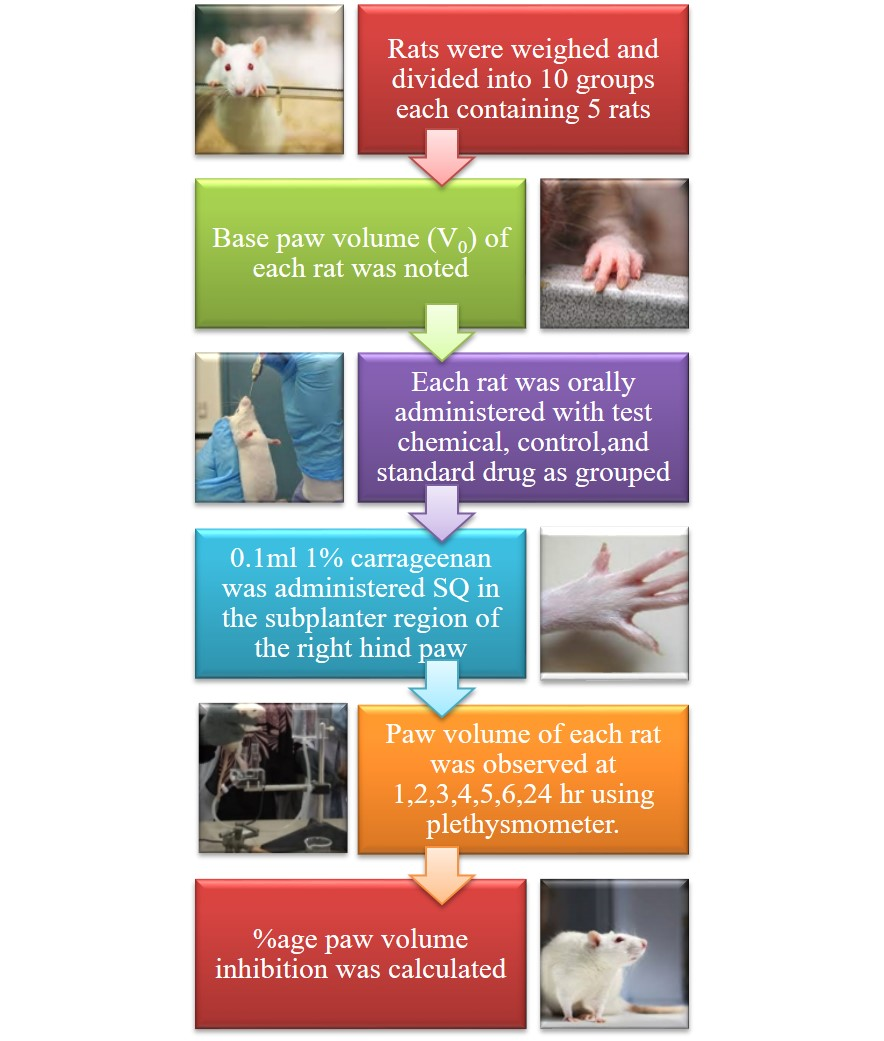 Rats were weighed and
divided into 10 groups
each containing 5 rats
Base paw volume (V₀) of
each rat was noted
Each rat was orally
administered with test
chemical, control,and
standard drug as grouped
0.1ml 1% carrageenan
was administered SQ in
the subplanter region of
the right hind paw
Paw volume of each rat
was observed at
1,2,3,4,5,6,24 hr using
plethysmometer.
%age paw volume
inhibition was calculated